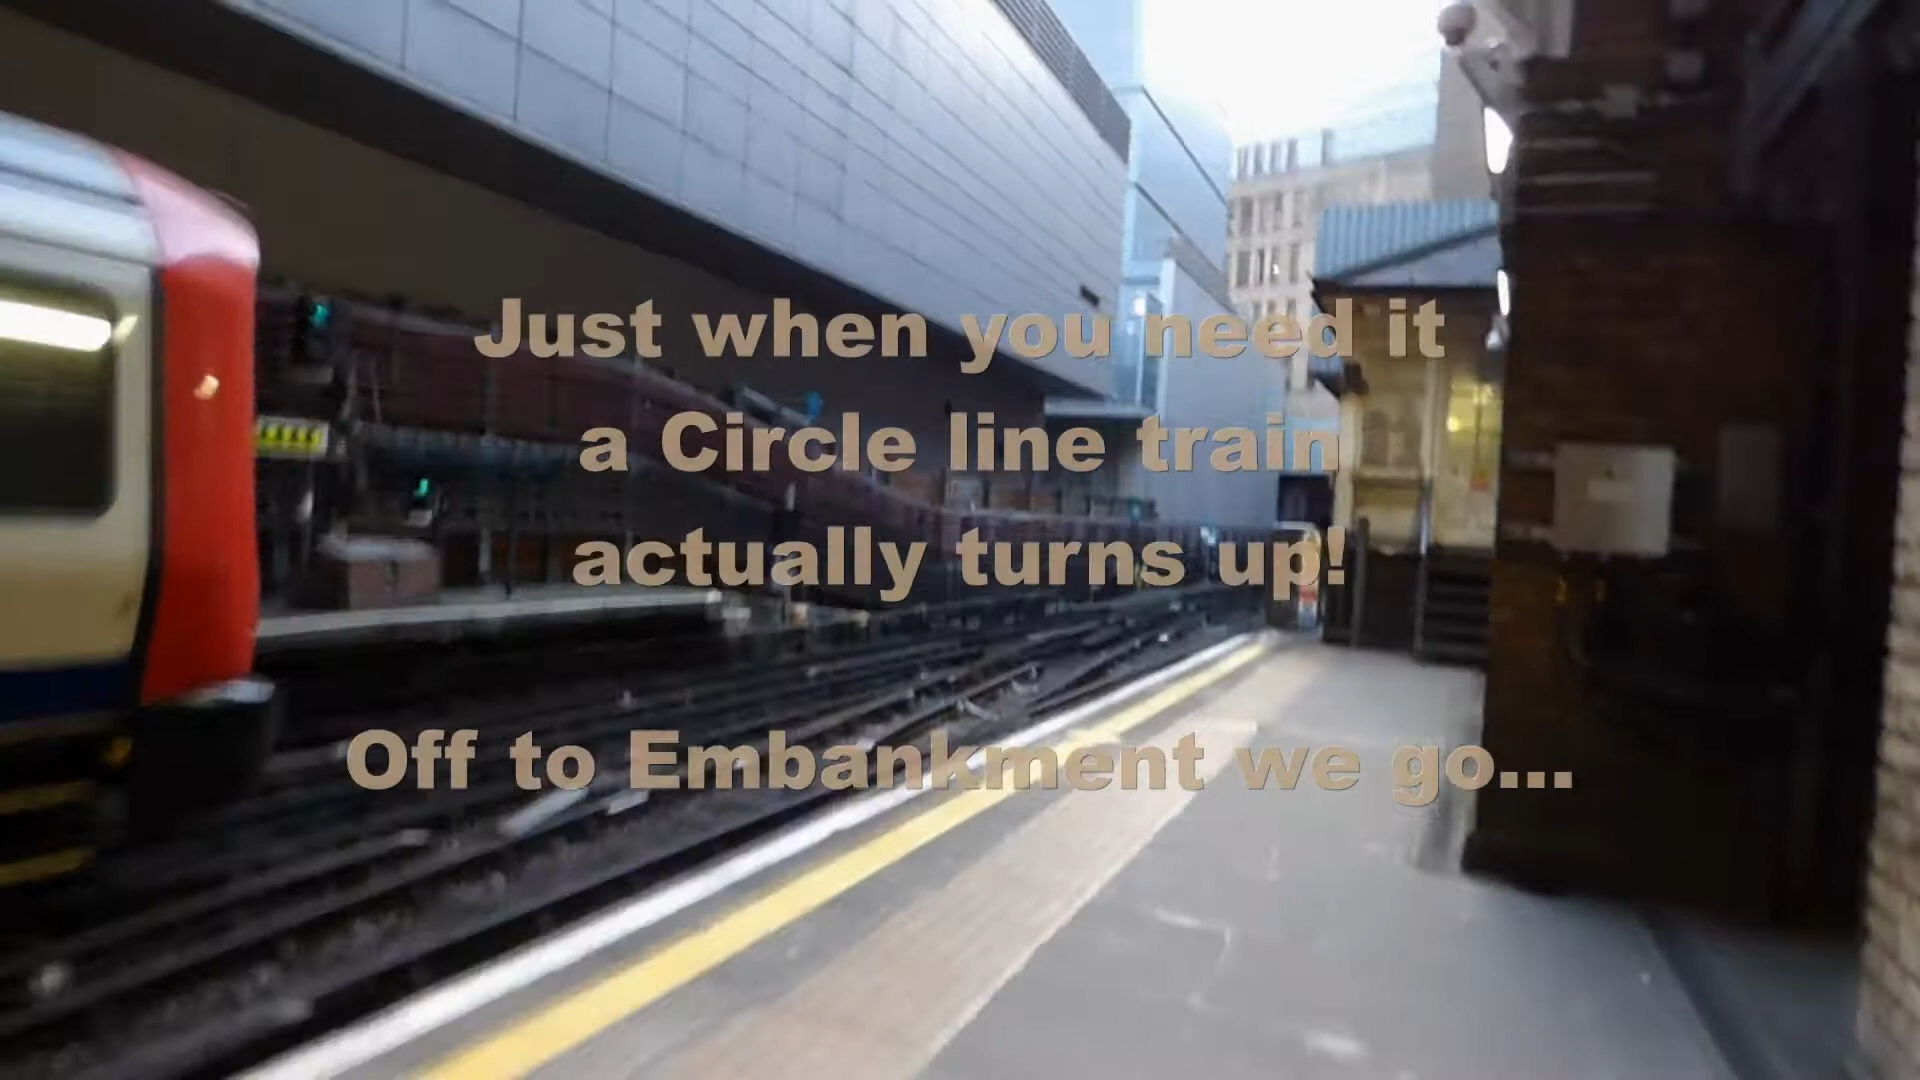 Just when you need it
a Circle line train
actually turns up!
Off to Embankment we go...